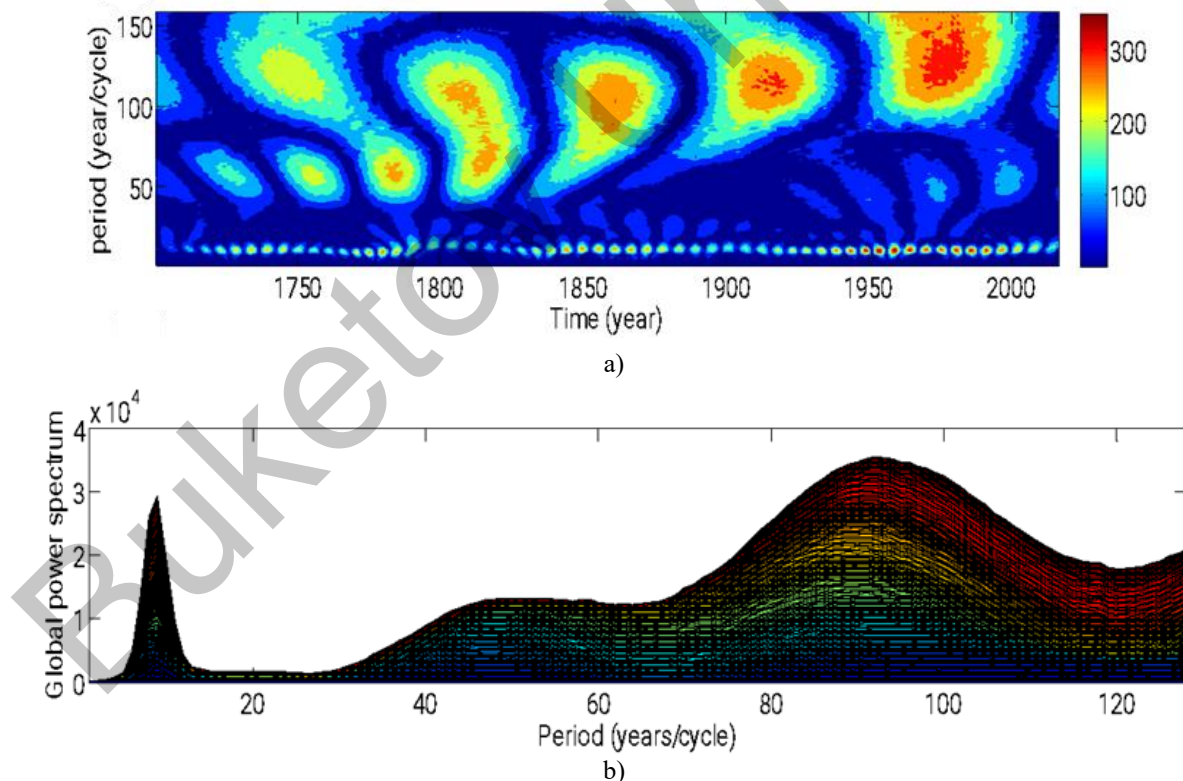 150
100
50
period (year/cycle)
1750 1800 1850 1900 1950 2000
Time (year)
300
200
100
a)
x 10^4
4
3
2
1
0
Global power spectrum
20 40 60 80 100 120
Period (years/cycle)
b)